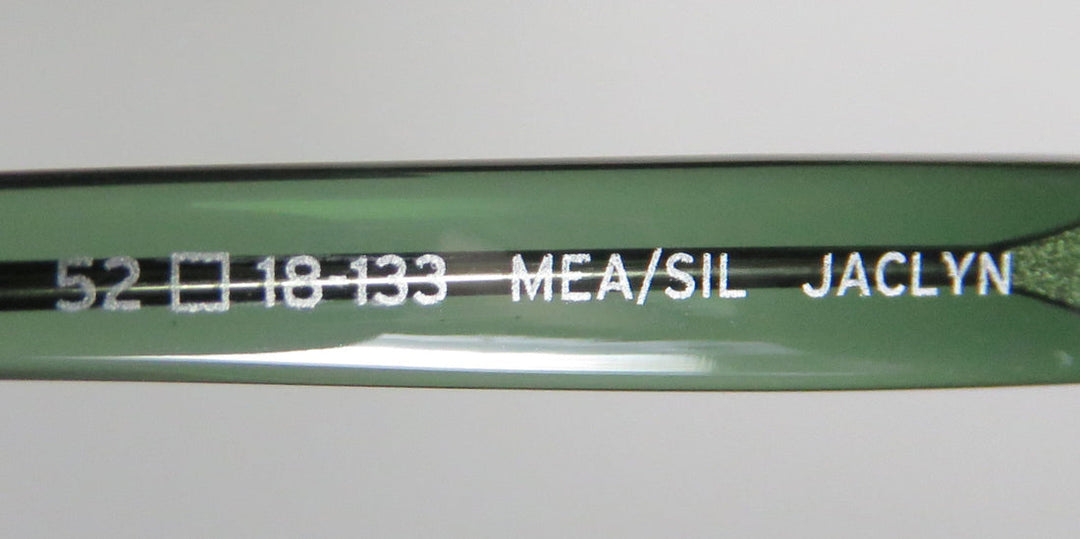 52 □ 18-133 MEA/SIL JACLYN